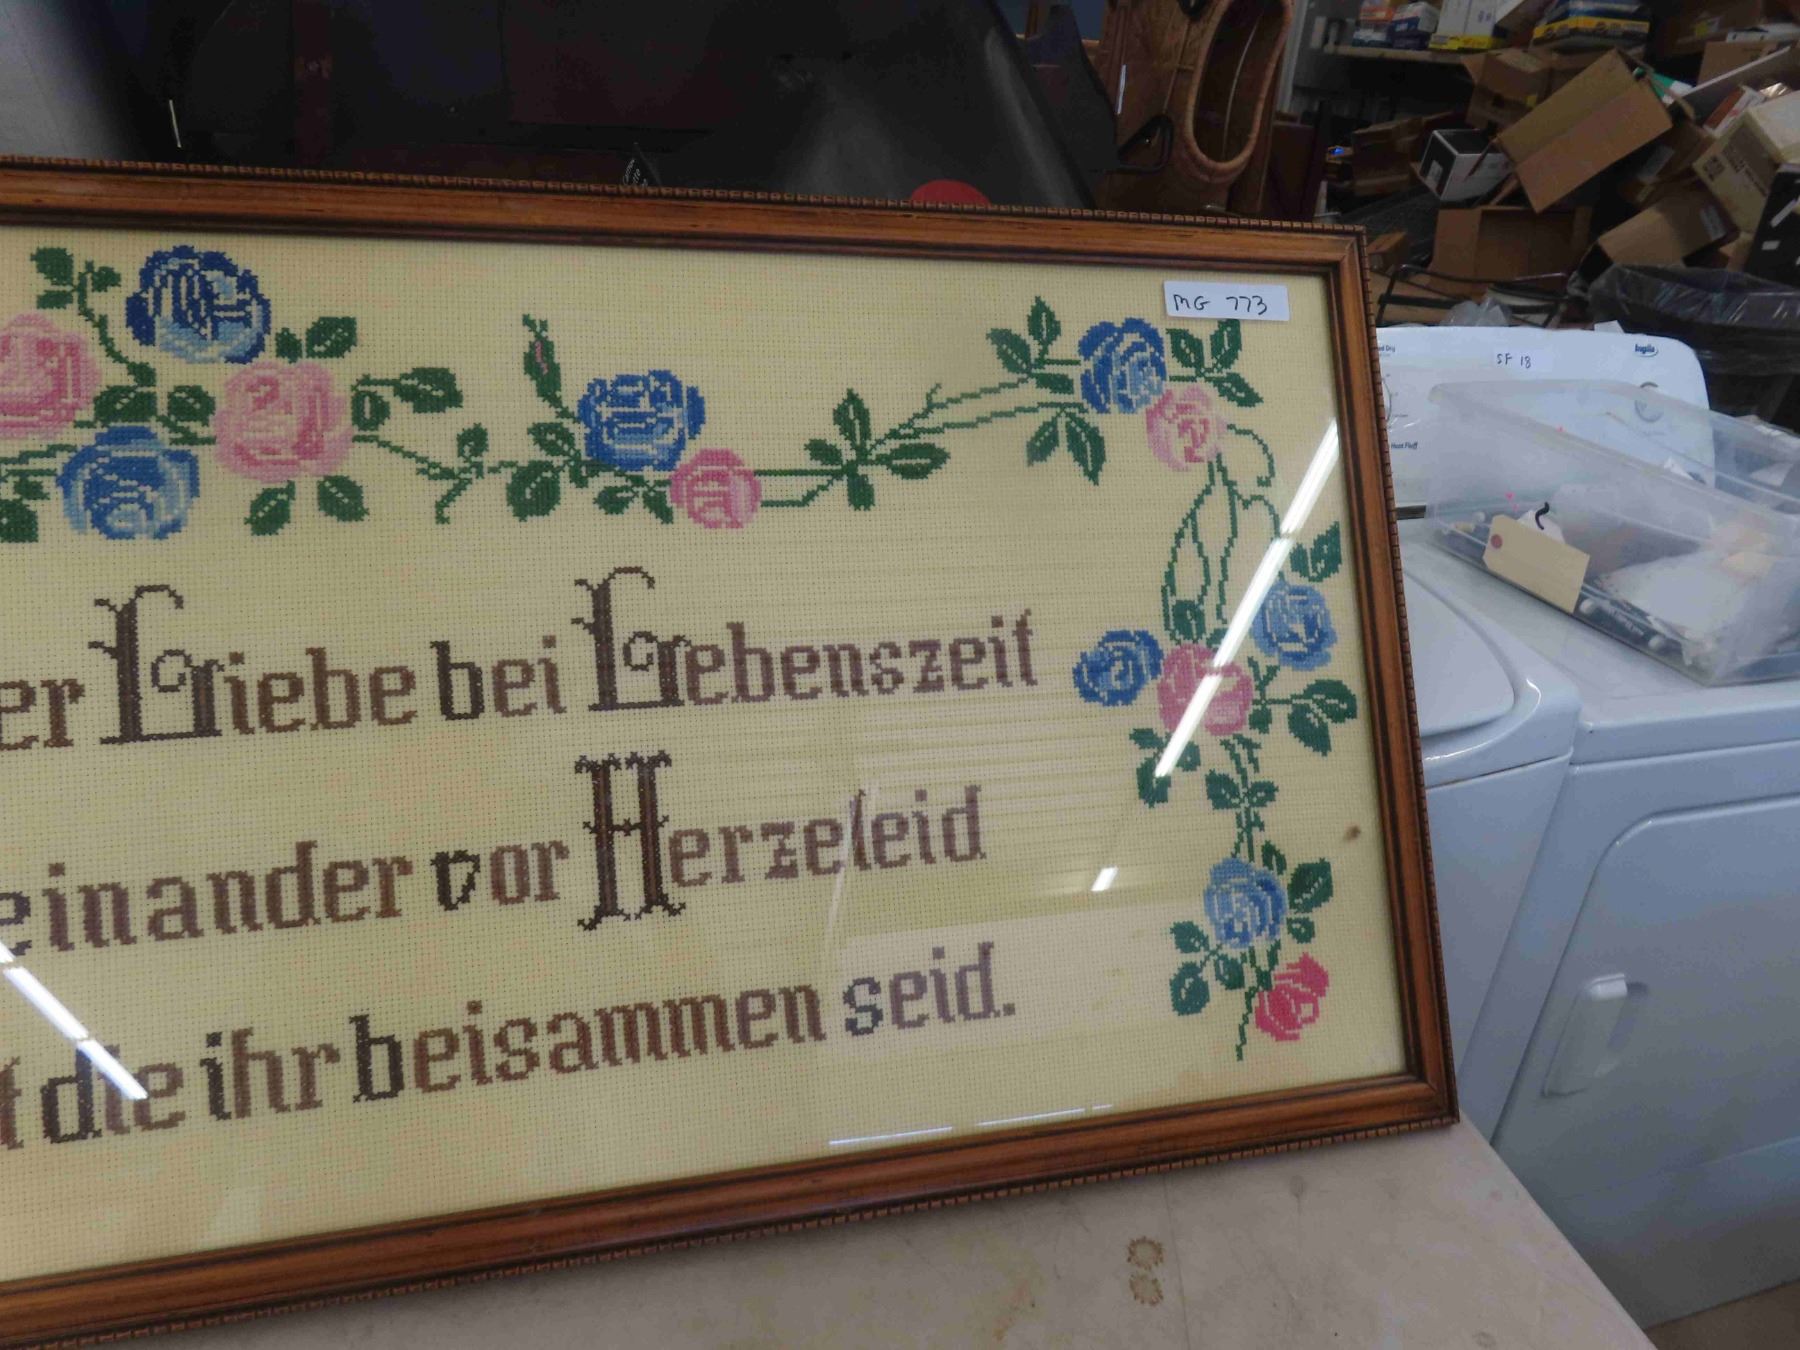 MG 773
SF 18
er Liebe bei Lebenszeit
einander vor Herzeleid
t die ihr beisammen seid.